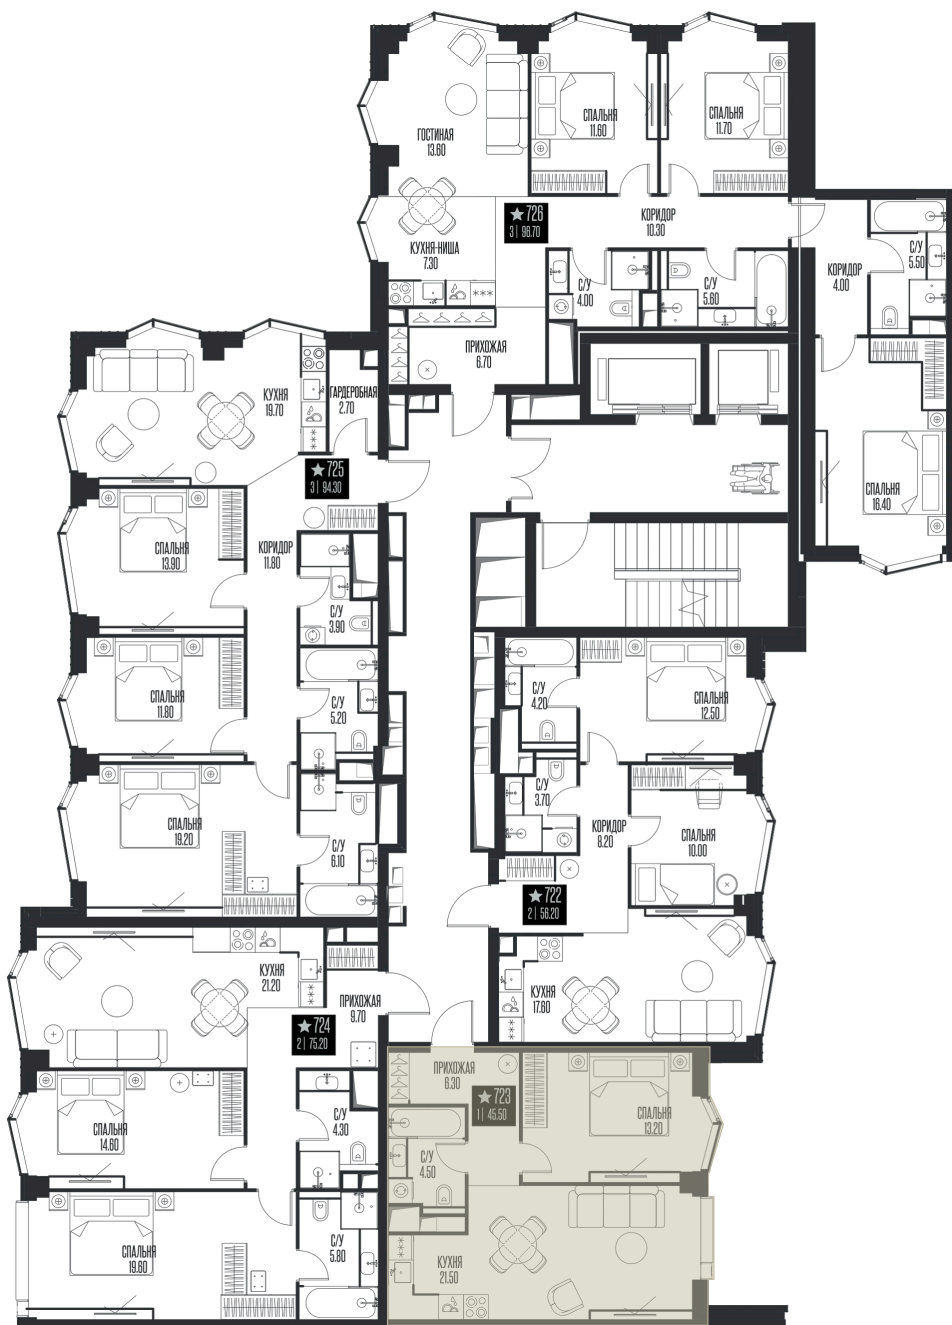 ГОСТИНАЯ
13.60
СПАЛЬНЯ
11.60
СПАЛЬНЯ
11.70
★726
3 | 98.70
КОРИДОР
10.30
КУХНЯ-НИША
7.30
С/У
4.00
С/У
5.60
КОРИДОР
4.00
С/У
5.50
ПРИХОЖАЯ
6.70
СПАЛЬНЯ
16.40
КУХНЯ
19.70
ГАРДЕРОБНАЯ
2.70
★725
3 | 94.30
СПАЛЬНЯ
13.90
КОРИДОР
11.80
С/У
3.90
СПАЛЬНЯ
11.80
С/У
5.20
СПАЛЬНЯ
19.20
С/У
6.10
С/У
4.20
СПАЛЬНЯ
12.50
С/У
3.70
КОРИДОР
8.20
СПАЛЬНЯ
10.00
★722
2 | 56.20
КУХНЯ
17.60
КУХНЯ
21.20
ПРИХОЖАЯ
9.70
★724
2 | 75.20
СПАЛЬНЯ
14.60
С/У
4.30
СПАЛЬНЯ
19.60
С/У
5.80
ПРИХОЖАЯ
6.30
★723
1 | 45.50
СПАЛЬНЯ
13.20
С/У
4.50
КУХНЯ
21.50